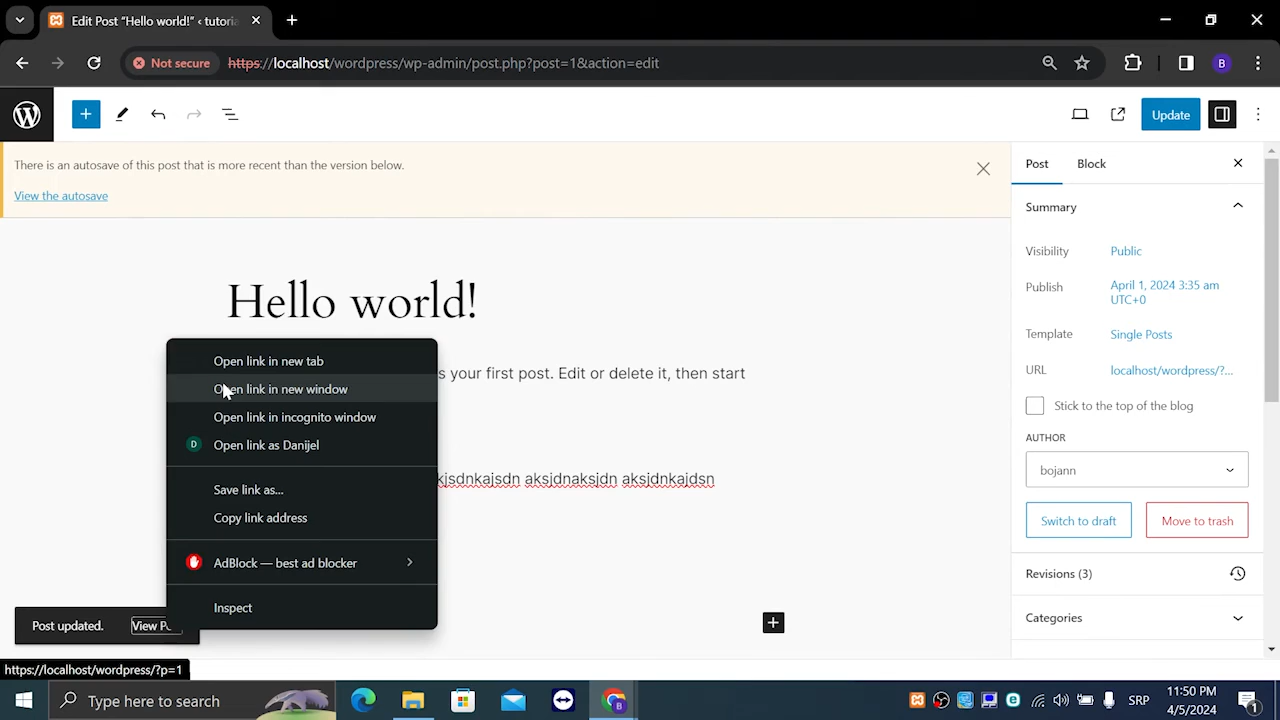 Edit Post “Hello world!” ‹ tutoria
Not secure
https://localhost/wordpress/wp-admin/post.php?post=1&action=edit
B
Update
There is an autosave of this post that is more recent than the version below.
View the autosave
Post
Block
Summary
Visibility
Public
Publish
April 1, 2024 3:35 am
UTC+0
Template
Single Posts
URL
localhost/wordpress/?...
Stick to the top of the blog
AUTHOR
bojann
Switch to draft
Move to trash
Revisions (3)
Categories
Hello world!
s your first post. Edit or delete it, then start
kjsdnkajsdn aksjdnaksjdn aksjdnkajdsn
Open link in new tab
Open link in new window
Open link in incognito window
D
Open link as Danijel
Save link as...
Copy link address
AdBlock — best ad blocker
Inspect
Post updated.
View
https://localhost/wordpress/?p=1
Type here to search
B
SRP
11:50 PM
4/5/2024
1